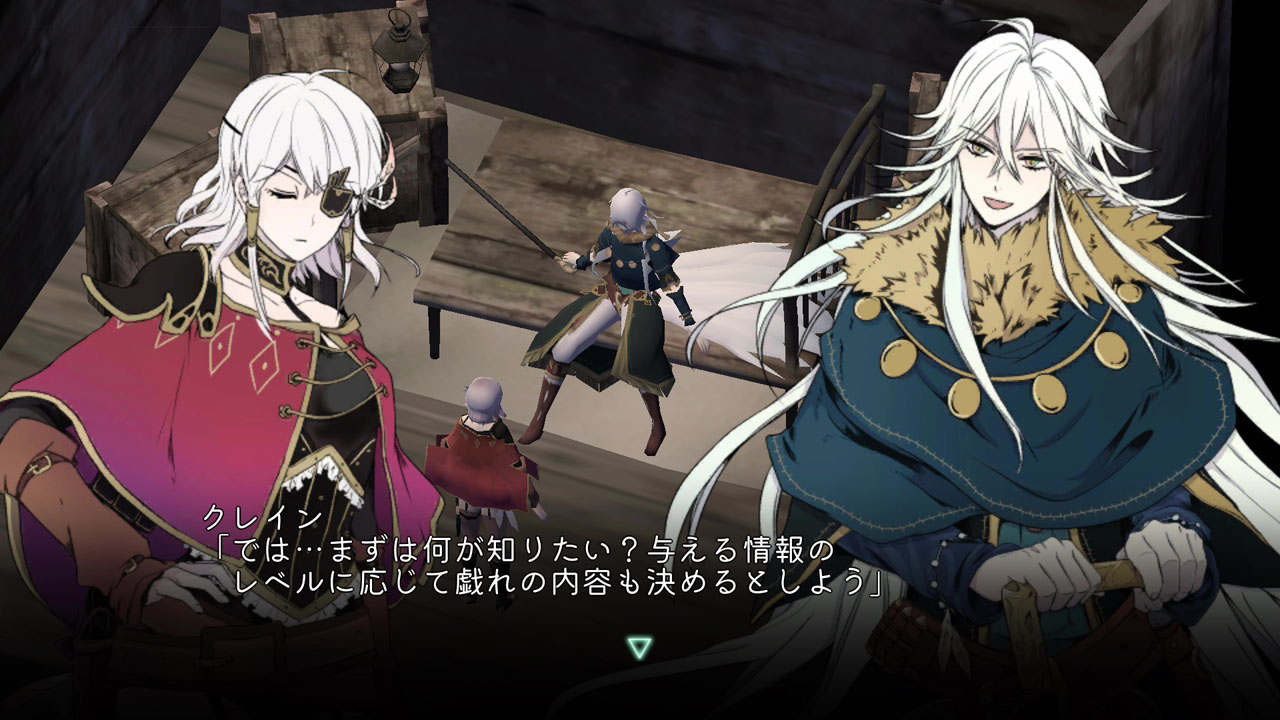 クレイン
「では…まずは何が知りたい？与える情報の
レベルに応じて戯れの内容も決めるとしよう」